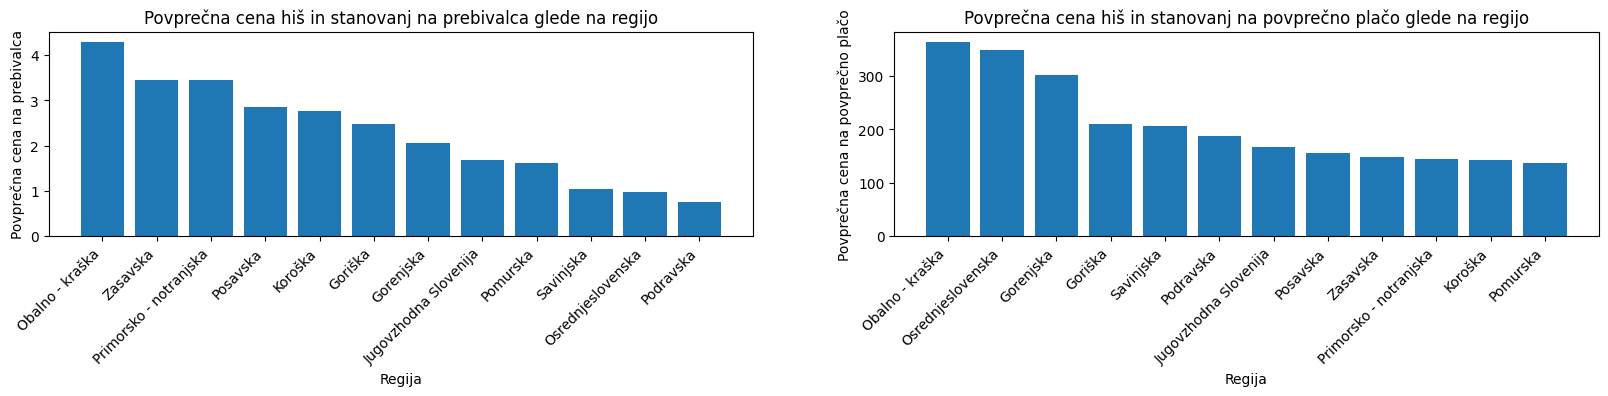 Povprečna cena hiš in stanovanj na prebivalca glede na regijo
Povprečna cena na prebivalca
4
3
2
1
0
Obalno - kraška
Zasavska
Primorsko - notranjska
Posavska
Koroška
Goriška
Gorenjska
Jugovzhodna Slovenija
Pomurska
Savinjska
Osrednjeslovenska
Podravska
Regija
Povprečna cena hiš in stanovanj na povprečno plačo glede na regijo
Povprečna cena na povprečno plačo
300
200
100
0
Obalno - kraška
Osrednjeslovenska
Gorenjska
Goriška
Savinjska
Podravska
Jugovzhodna Slovenija
Posavska
Zasavska
Primorsko - notranjska
Koroška
Pomurska
Regija